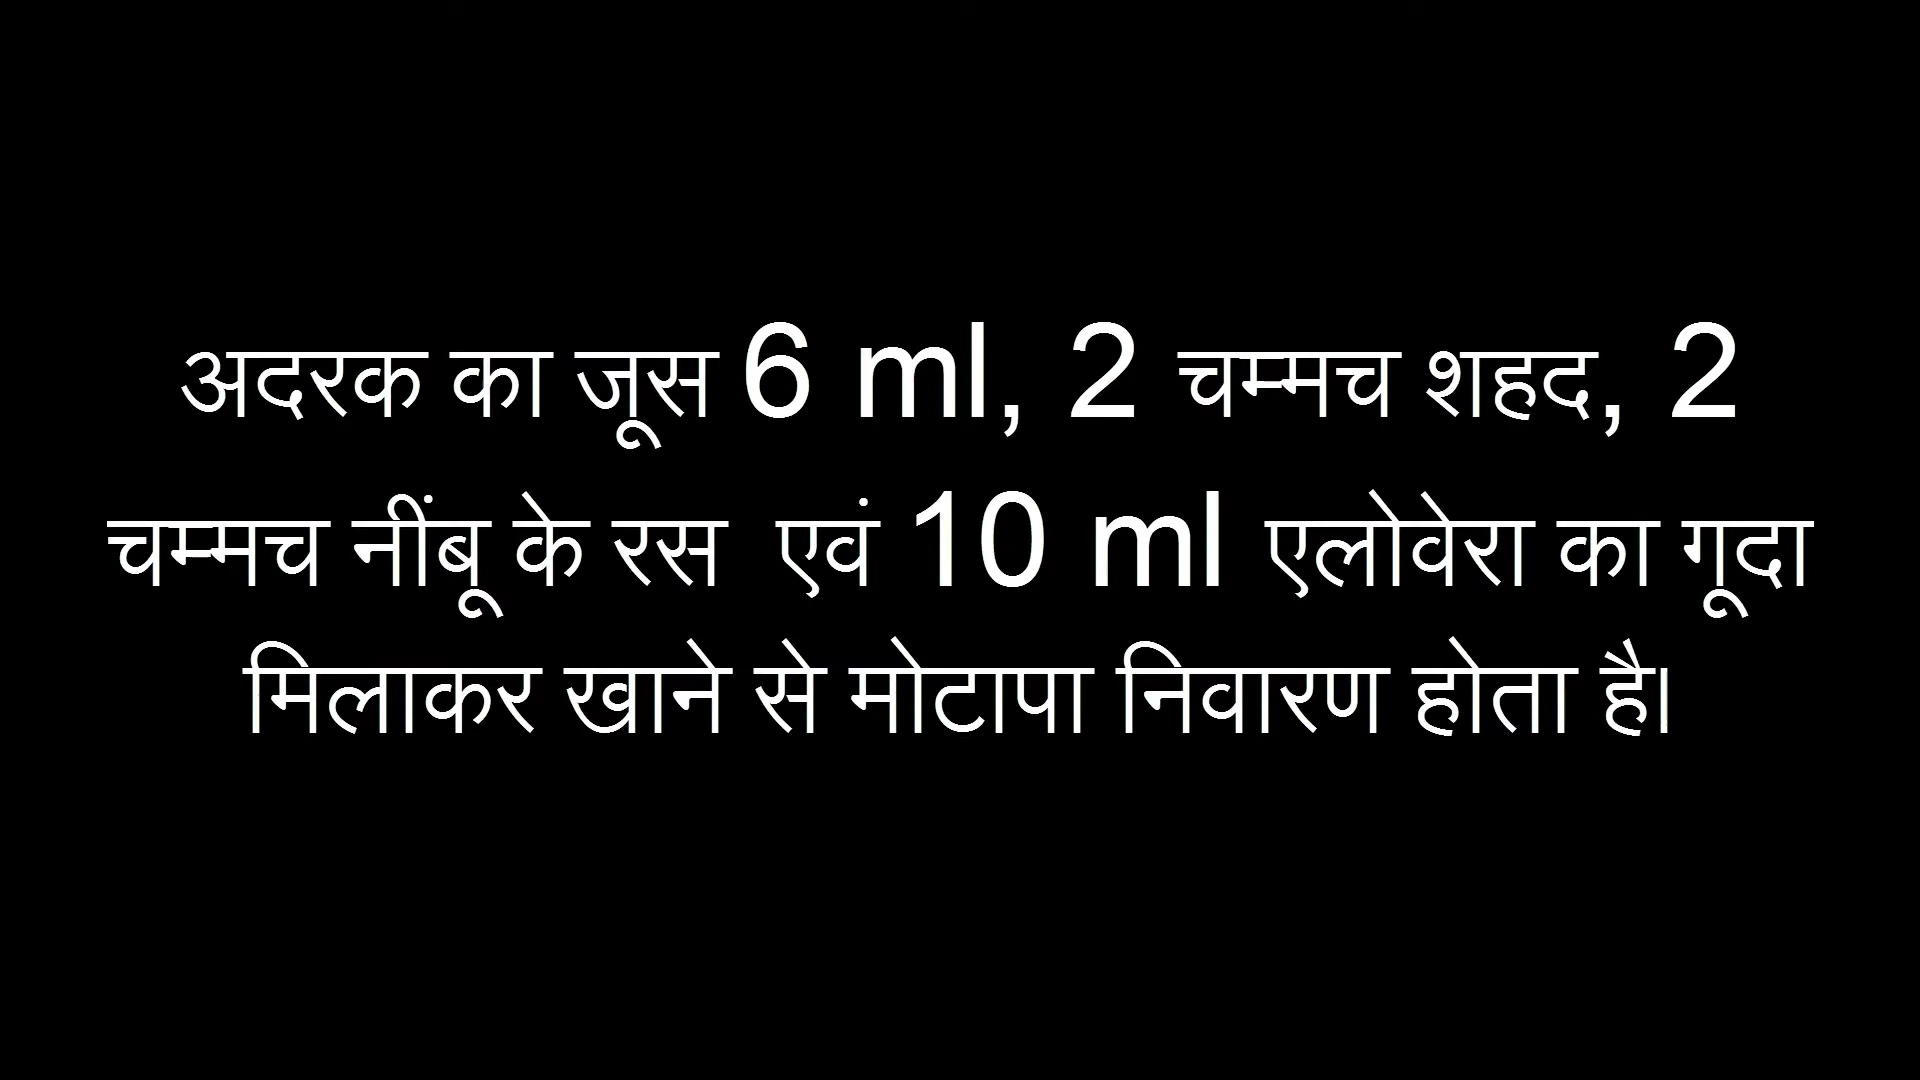 अदरक का जूस 6 ml, 2 चम्मच शहद, 2
चम्मच नींबू के रस  एवं 10 ml एलोवेरा का गूदा
मिलाकर खाने से मोटापा निवारण होता है।